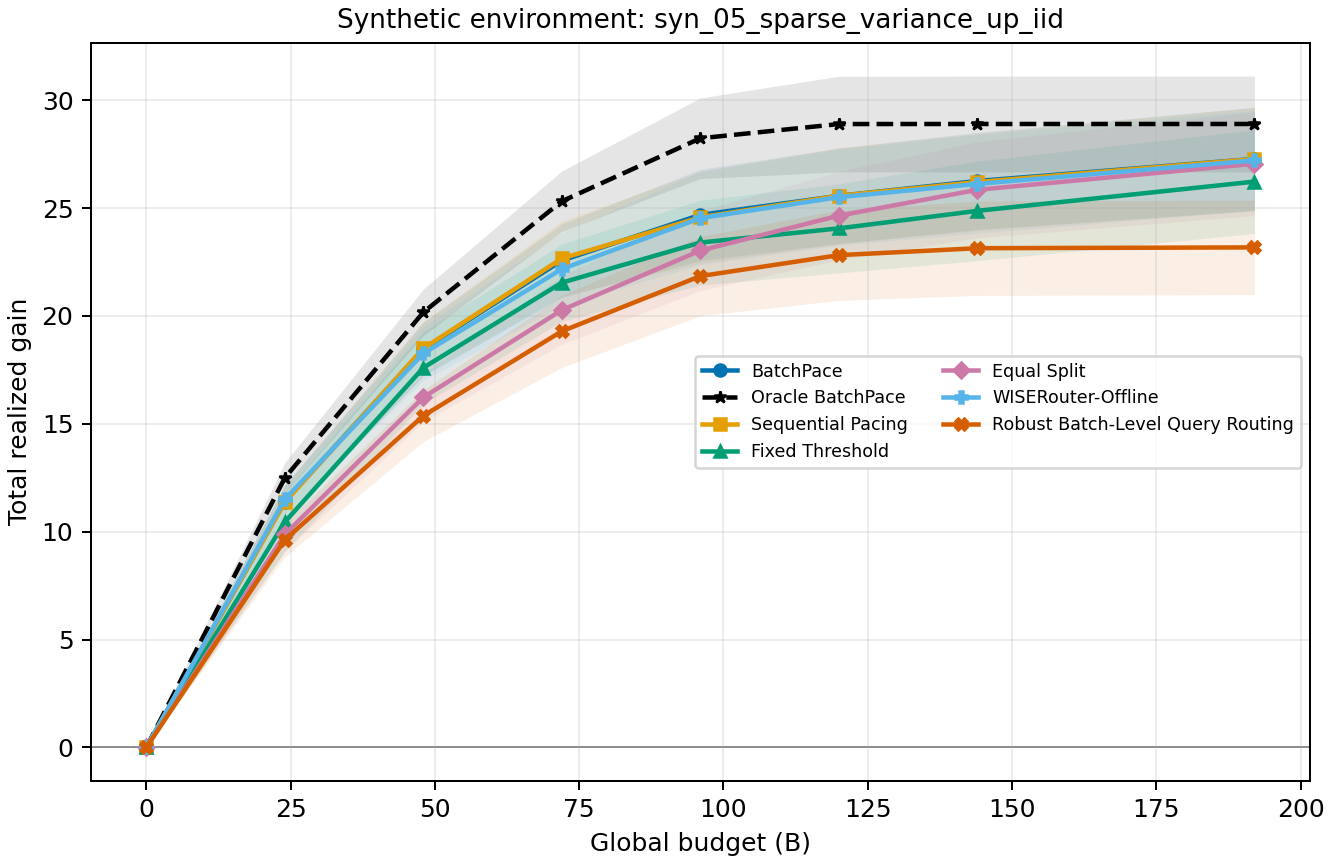 Synthetic environment: syn_05_sparse_variance_up_iid
Total realized gain
30
25
20
15
10
5
0
BatchPace
Oracle BatchPace
Sequential Pacing
Fixed Threshold
Equal Split
WISERouter-Offline
Robust Batch-Level Query Routing
0 25 50 75 100 125 150 175 200
Global budget (B)